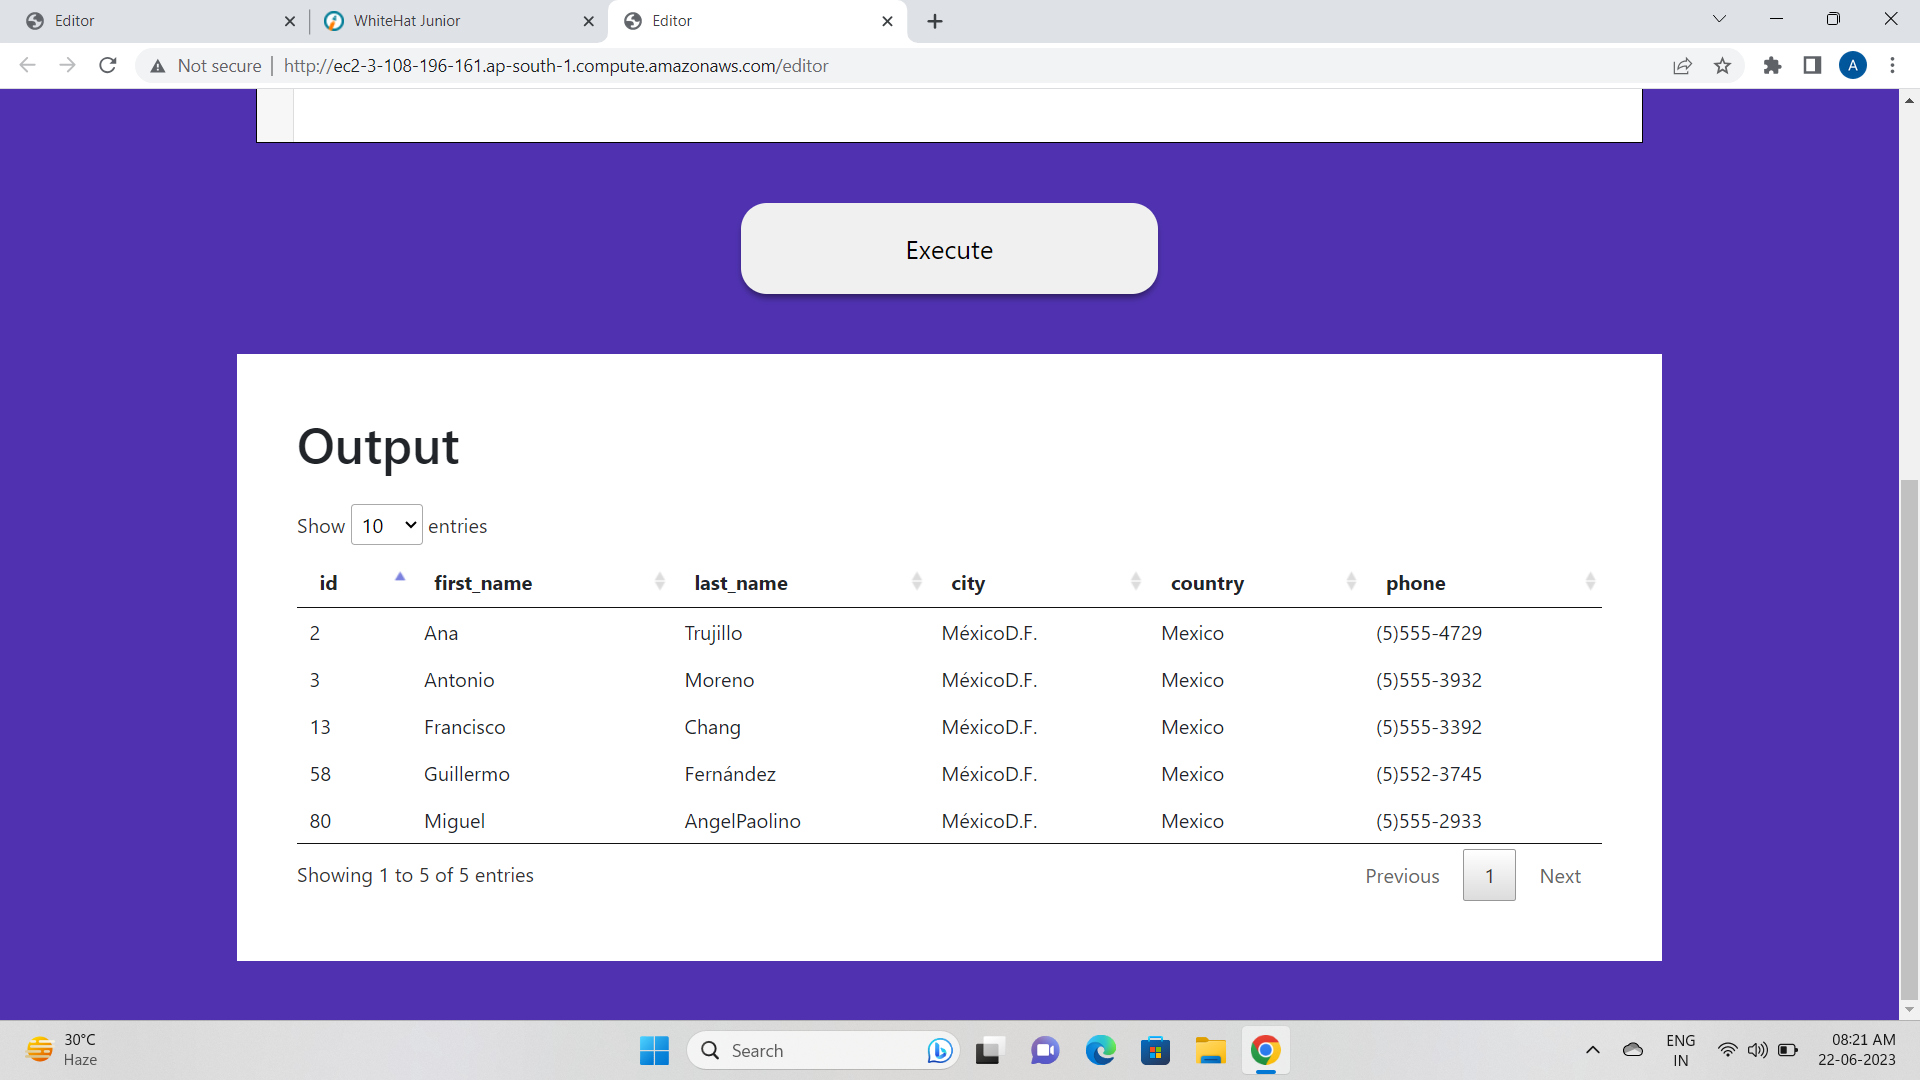 Editor
WhiteHat Junior
Editor
Not secure | http://ec2-3-108-196-161.ap-south-1.compute.amazonaws.com/editor
A
Execute
Output
Show 10 entries
id first_name last_name city country phone
2 Ana Trujillo MéxicoD.F. Mexico (5)555-4729
3 Antonio Moreno MéxicoD.F. Mexico (5)555-3932
13 Francisco Chang MéxicoD.F. Mexico (5)555-3392
58 Guillermo Fernández MéxicoD.F. Mexico (5)552-3745
80 Miguel AngelPaolino MéxicoD.F. Mexico (5)555-2933
Showing 1 to 5 of 5 entries
Previous 1 Next
30°C
Haze
Search
ENG
IN
08:21 AM
22-06-2023